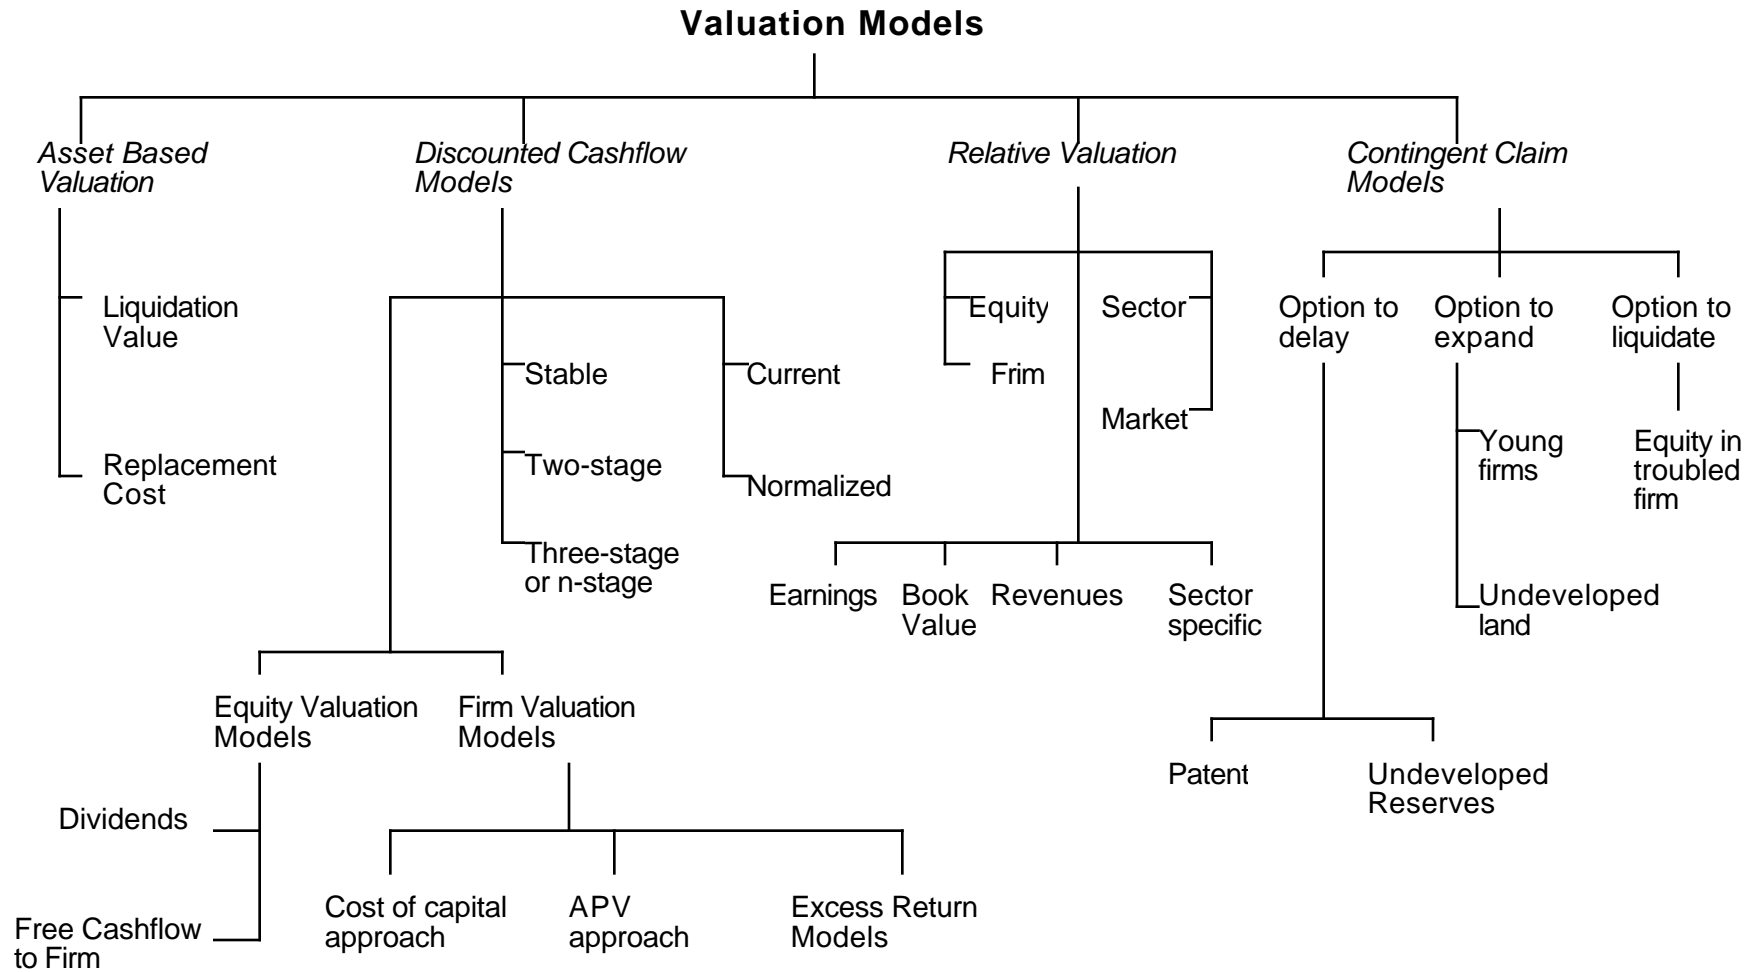 Valuation Models
Asset Based
Valuation
Discounted Cashflow
Models
Relative Valuation
Contingent Claim
Models
Liquidation
Value
Replacement
Cost
Stable
Two-stage
Three-stage
or n-stage
Current
Normalized
Equity
Frim
Sector
Market
Earnings
Book
Value
Revenues
Sector
specific
Option to
delay
Option to
expand
Option to
liquidate
Young
firms
Undeveloped
land
Equity in
troubled
firm
Patent
Undeveloped
Reserves
Equity Valuation
Models
Firm Valuation
Models
Dividends
Free Cashflow
to Firm
Cost of capital
approach
APV
approach
Excess Return
Models